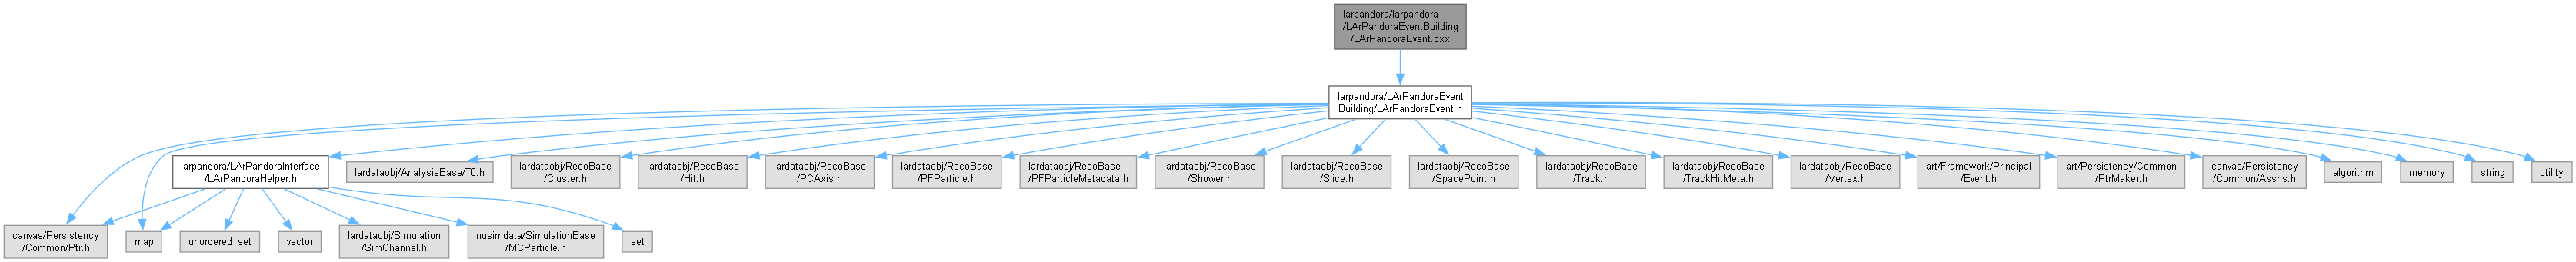 larpandora/larpandora
/LArPandoraEventBuilding
/LArPandoraEvent.cxx
larpandora/LArPandoraEvent
Building/LArPandoraEvent.h
larpandora/LArPandoraInterface
/LArPandoraHelper.h
lardataobj/AnalysisBase/T0.h
lardataobj/RecoBase
/Cluster.h
lardataobj/RecoBase
/Hit.h
lardataobj/RecoBase
/PCAxis.h
lardataobj/RecoBase
/PFParticle.h
lardataobj/RecoBase
/PFParticleMetadata.h
lardataobj/RecoBase
/Shower.h
lardataobj/RecoBase
/Slice.h
lardataobj/RecoBase
/SpacePoint.h
lardataobj/RecoBase
/Track.h
lardataobj/RecoBase
/TrackHitMeta.h
lardataobj/RecoBase
/Vertex.h
art/Framework/Principal
/Event.h
art/Persistency/Common
/PtrMaker.h
canvas/Persistency
/Common/Assns.h
algorithm
memory
string
utility
canvas/Persistency
/Common/Ptr.h
map
unordered_set
vector
lardataobj/Simulation
/SimChannel.h
nusimdata/SimulationBase
/MCParticle.h
set